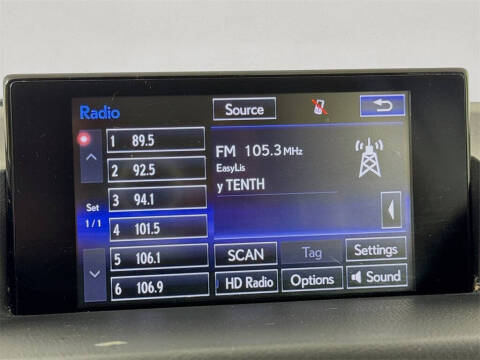 Radio
Source
1 89.5
2 92.5
3 94.1
4 101.5
5 106.1
6 106.9
Set
1/1
FM 105.3 MHz
EasyLis
y TENTH
SCAN
Tag
Settings
HD Radio
Options
Sound